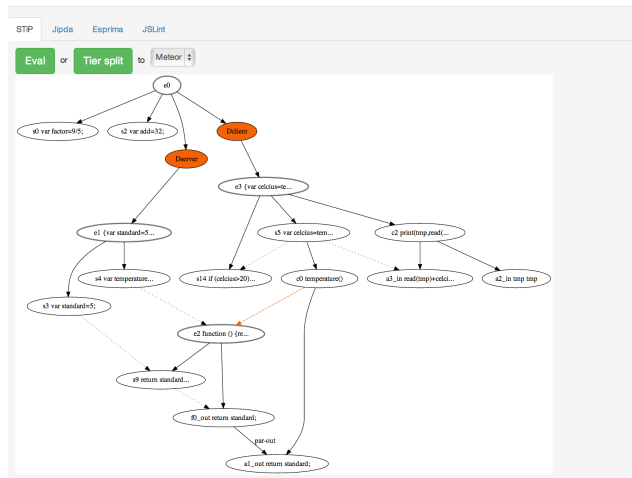 STiP Jipda Esprima JSLint
Eval or Tier split to Meteor
e0
s0 var factor=9/5; s2 var add=32; Dclient
Dserver
e3 {var celcius=te...
e1 {var standard=5... s5 var celcius=tem... c2 print(tmp,read(...
s4 var temperature... s14 if (celcius>20)... c0 temperature() a3_in read(tmp)+celci... a2_in tmp tmp
s3 var standard=5;
e2 function () {re...
s9 return standard...
f0_out return standard;
par-out
a1_out return standard;